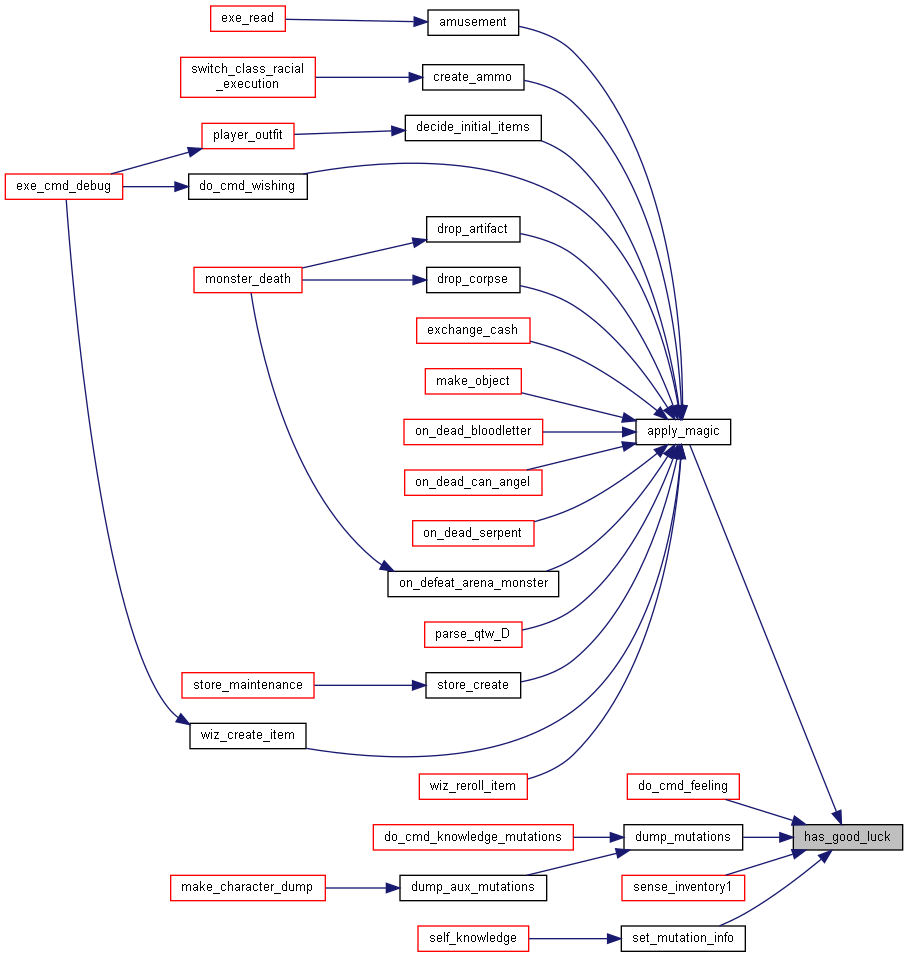 exe_read
amusement
switch_class_racial
_execution
create_ammo
decide_initial_items
player_outfit
exe_cmd_debug
do_cmd_wishing
drop_artifact
monster_death
drop_corpse
exchange_cash
make_object
on_dead_bloodletter
apply_magic
on_dead_can_angel
on_dead_serpent
on_defeat_arena_monster
parse_qtw_D
store_maintenance
store_create
wiz_create_item
wiz_reroll_item
do_cmd_feeling
do_cmd_knowledge_mutations
dump_mutations
has_good_luck
make_character_dump
dump_aux_mutations
sense_inventory1
self_knowledge
set_mutation_info